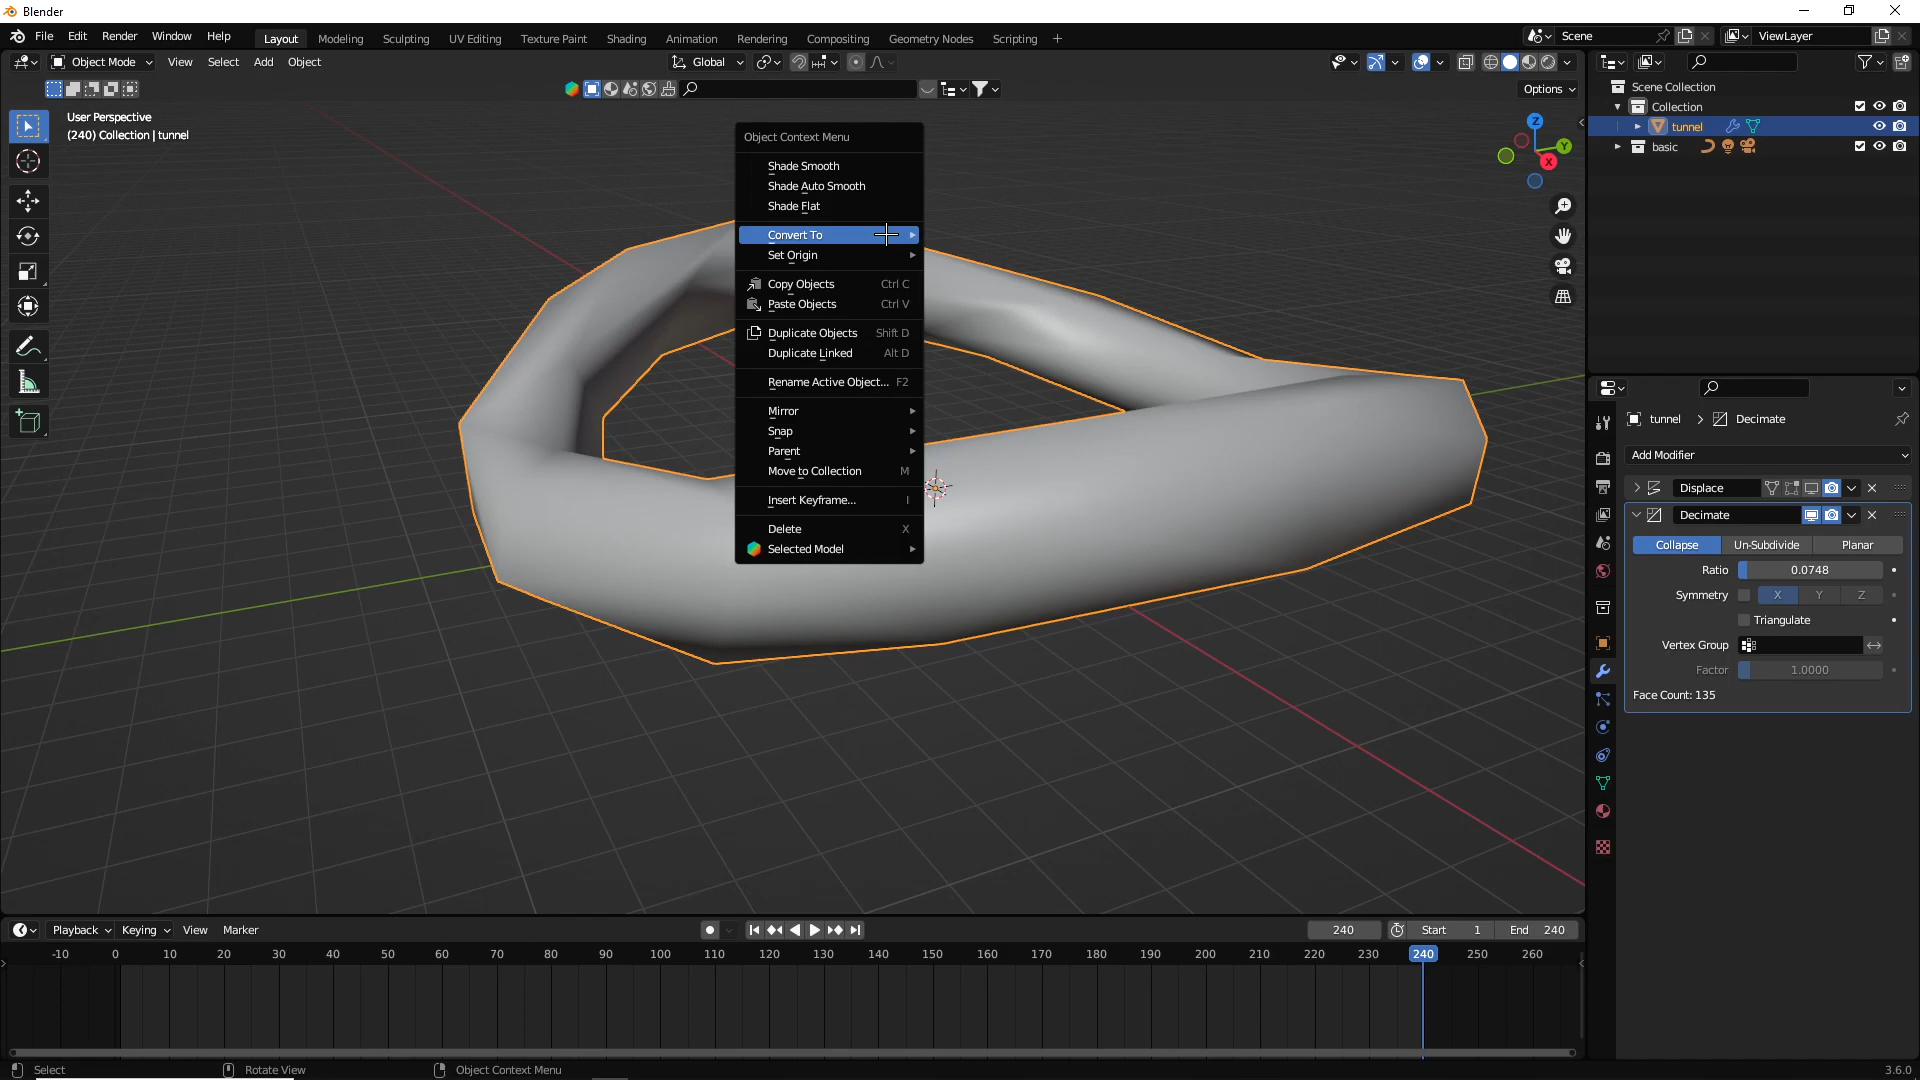 Blender
File Edit Render Window Help
Layout Modeling Sculpting UV Editing Texture Paint Shading Animation Rendering Compositing Geometry Nodes Scripting +
Scene
ViewLayer
Object Mode View Select Add Object
Global
Options
User Perspective
(240) Collection | tunnel
Z
Y
X
Object Context Menu
Shade Smooth
Shade Auto Smooth
Shade Flat
Convert To
Set Origin
Copy Objects Ctrl C
Paste Objects Ctrl V
Duplicate Objects Shift D
Duplicate Linked Alt D
Rename Active Object... F2
Mirror
Snap
Parent
Move to Collection M
Insert Keyframe... I
Delete X
Selected Model
Scene Collection
Collection
tunnel
basic
tunnel > Decimate
Add Modifier
Displace
Decimate
Collapse Un-Subdivide Planar
Ratio 0.0748
Symmetry X Y Z
Triangulate
Vertex Group
Factor 1.0000
Face Count: 135
Playback Keying View Marker
240 Start 1 End 240
-10 0 10 20 30 40 50 60 70 80 90 100 110 120 130 140 150 160 170 180 190 200 210 220 230 240 250 260
Select Rotate View Object Context Menu
3.6.0